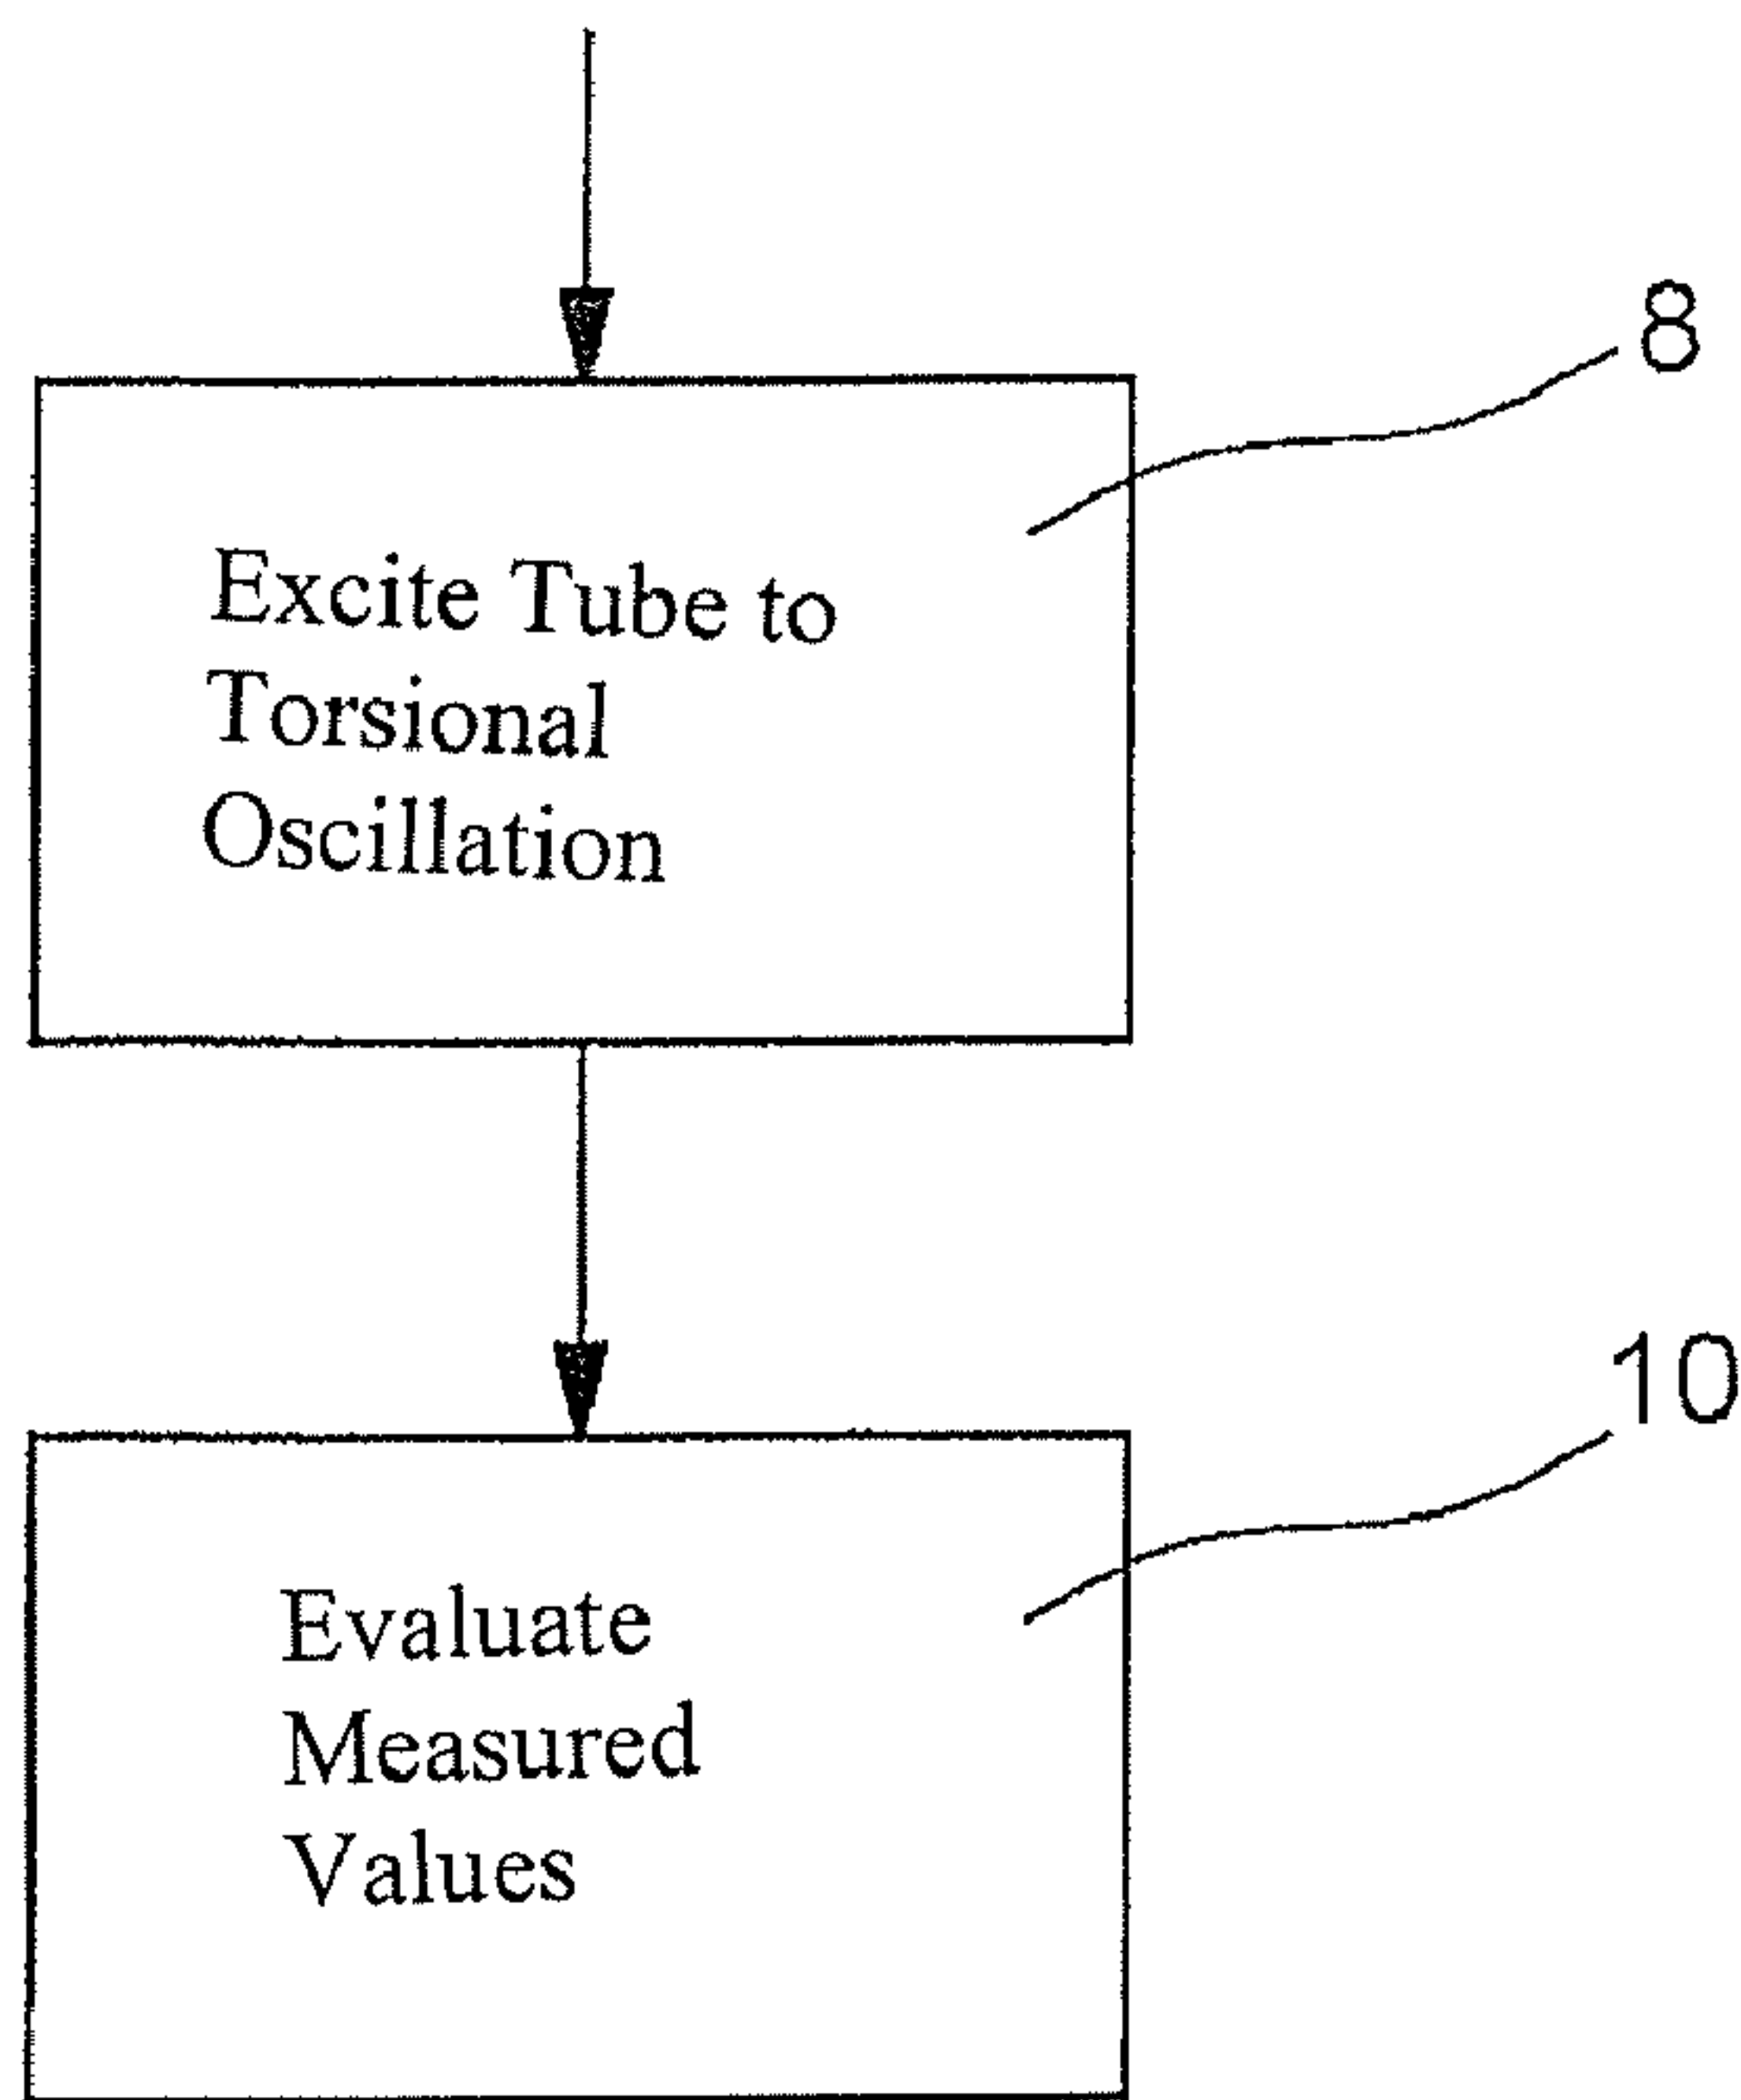 8
Excite Tube to
Torsional
Oscillation
10
Evaluate
Measured
Values